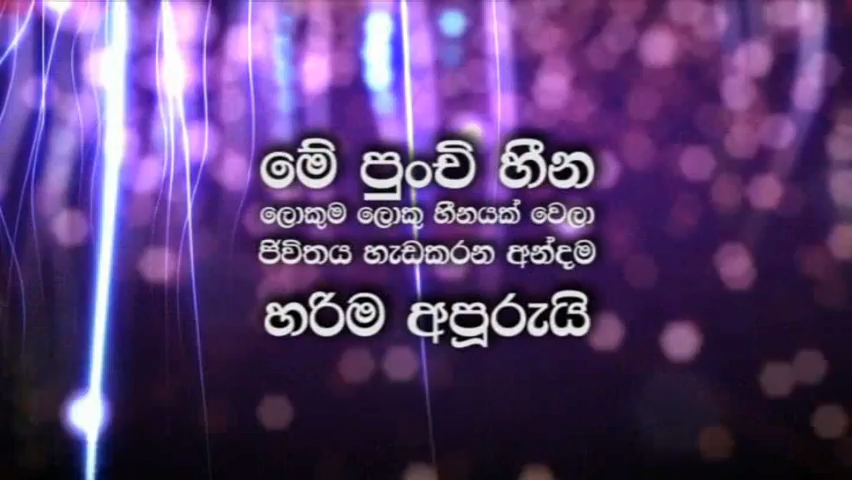 මේ පුංචි හීන
ලොකුම ලොකු හීනයක් වෙලා
ජිවිතය හැඩකරන අන්දම
හරිම අපූරුයි